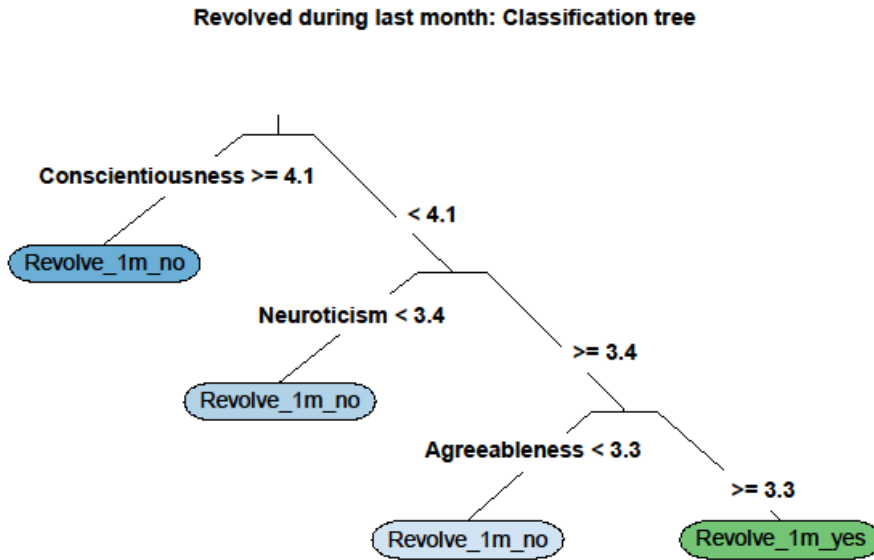 Revolved during last month: Classification tree
Conscientiousness >= 4.1
< 4.1
Revolve_1m_no
Neuroticism < 3.4
>= 3.4
Revolve_1m_no
Agreeableness < 3.3
>= 3.3
Revolve_1m_no
Revolve_1m_yes